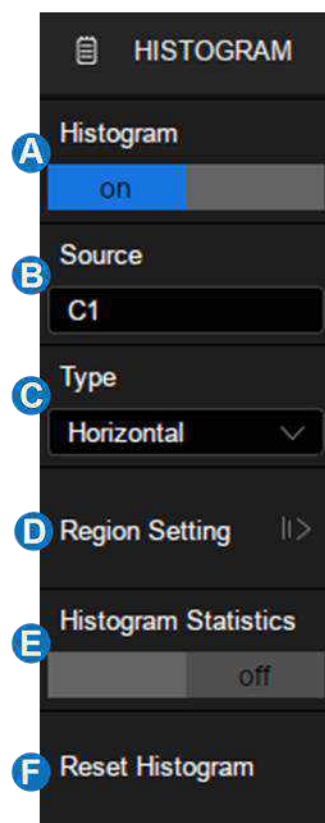 HISTOGRAM
A
Histogram
on
B
Source
C1
C
Type
Horizontal
D
Region Setting
E
Histogram Statistics
off
F
Reset Histogram